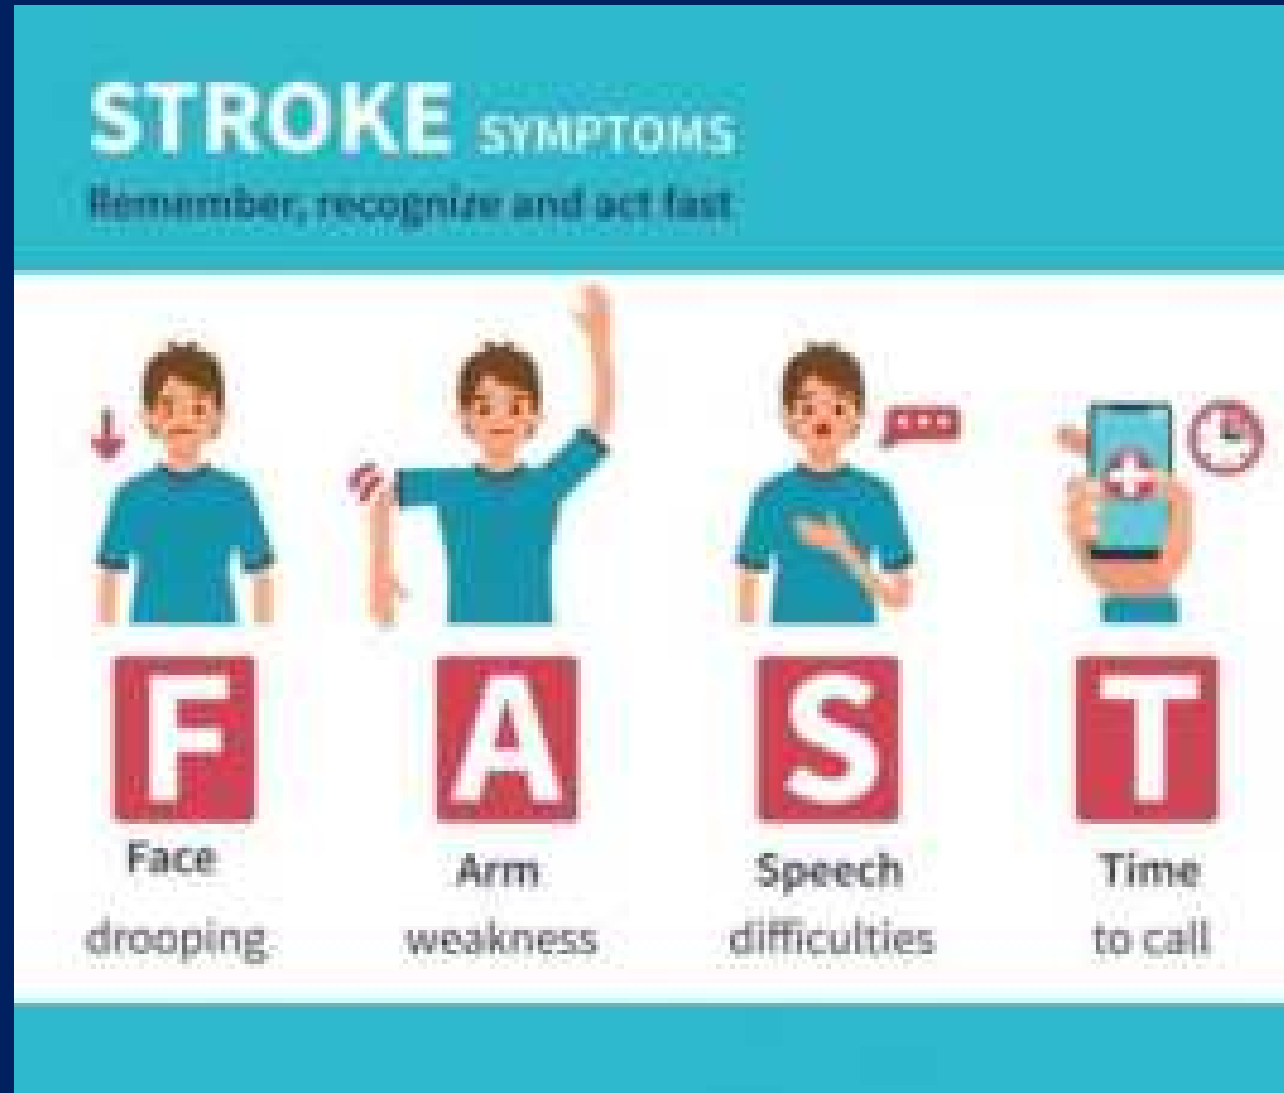 STROKE SYMPTOMS
Remember, recognize and act fast
F
A
S
T
Face
drooping
Arm
weakness
Speech
difficulties
Time
to call